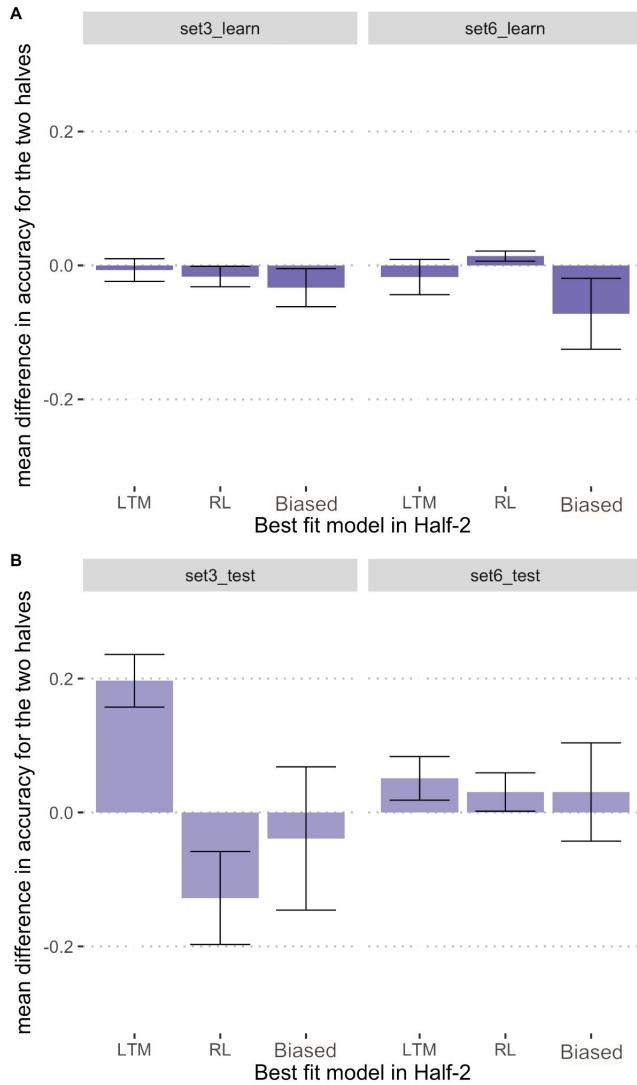 A
set3_learn
set6_learn
mean difference in accuracy for the two halves
0.2
0.0
-0.2
LTM
RL
Biased
LTM
RL
Biased
Best fit model in Half-2
B
set3_test
set6_test
mean difference in accuracy for the two halves
0.2
0.0
-0.2
LTM
RL
Biased
LTM
RL
Biased
Best fit model in Half-2